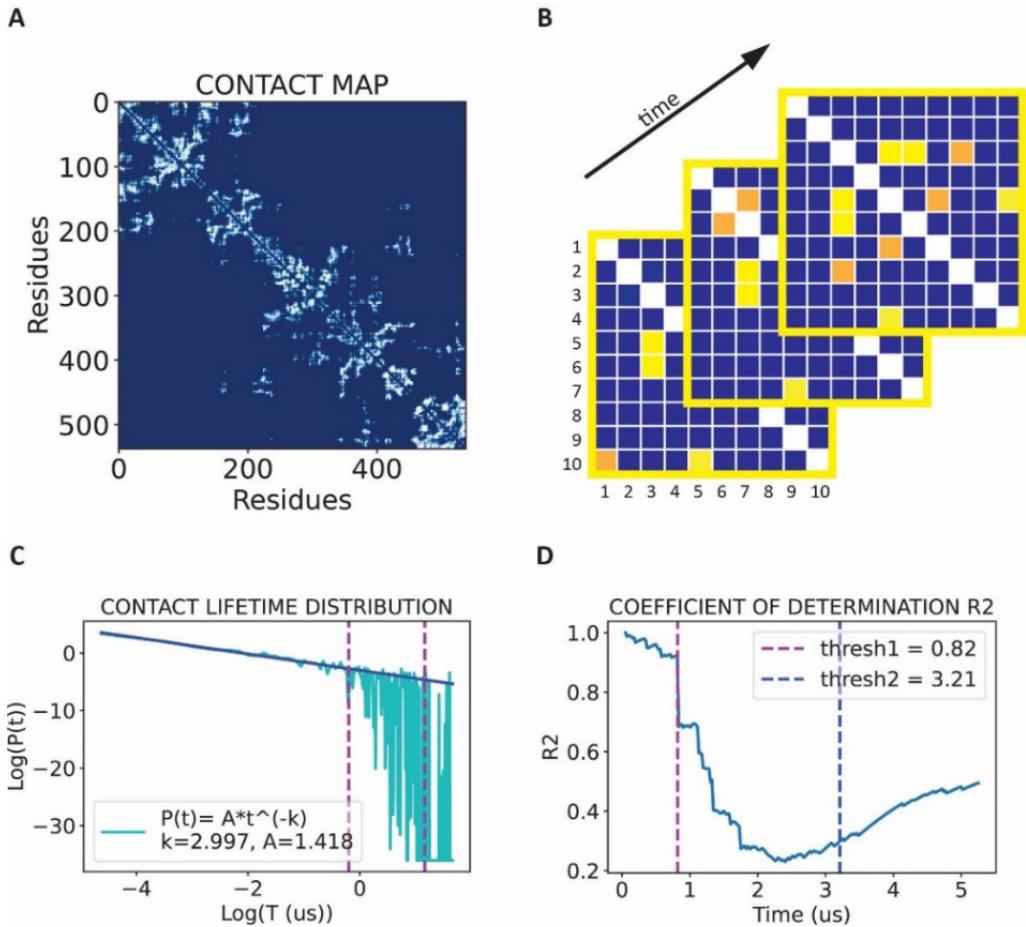 A
CONTACT MAP
0
100
200
300
400
500
Residues
0 200 400
Residues
B
time
1
2
3
4
5
6
7
8
9
10
1 2 3 4 5 6 7 8 9 10
C
CONTACT LIFETIME DISTRIBUTION
0
−10
−20
−30
Log(P(t))
P(t)= A*t^(-k)
k=2.997, A=1.418
−4 −2 0
Log(T (us))
D
COEFFICIENT OF DETERMINATION R2
1.0
0.8
0.6
0.4
0.2
R2
thresh1 = 0.82
thresh2 = 3.21
0 1 2 3 4 5
Time (us)